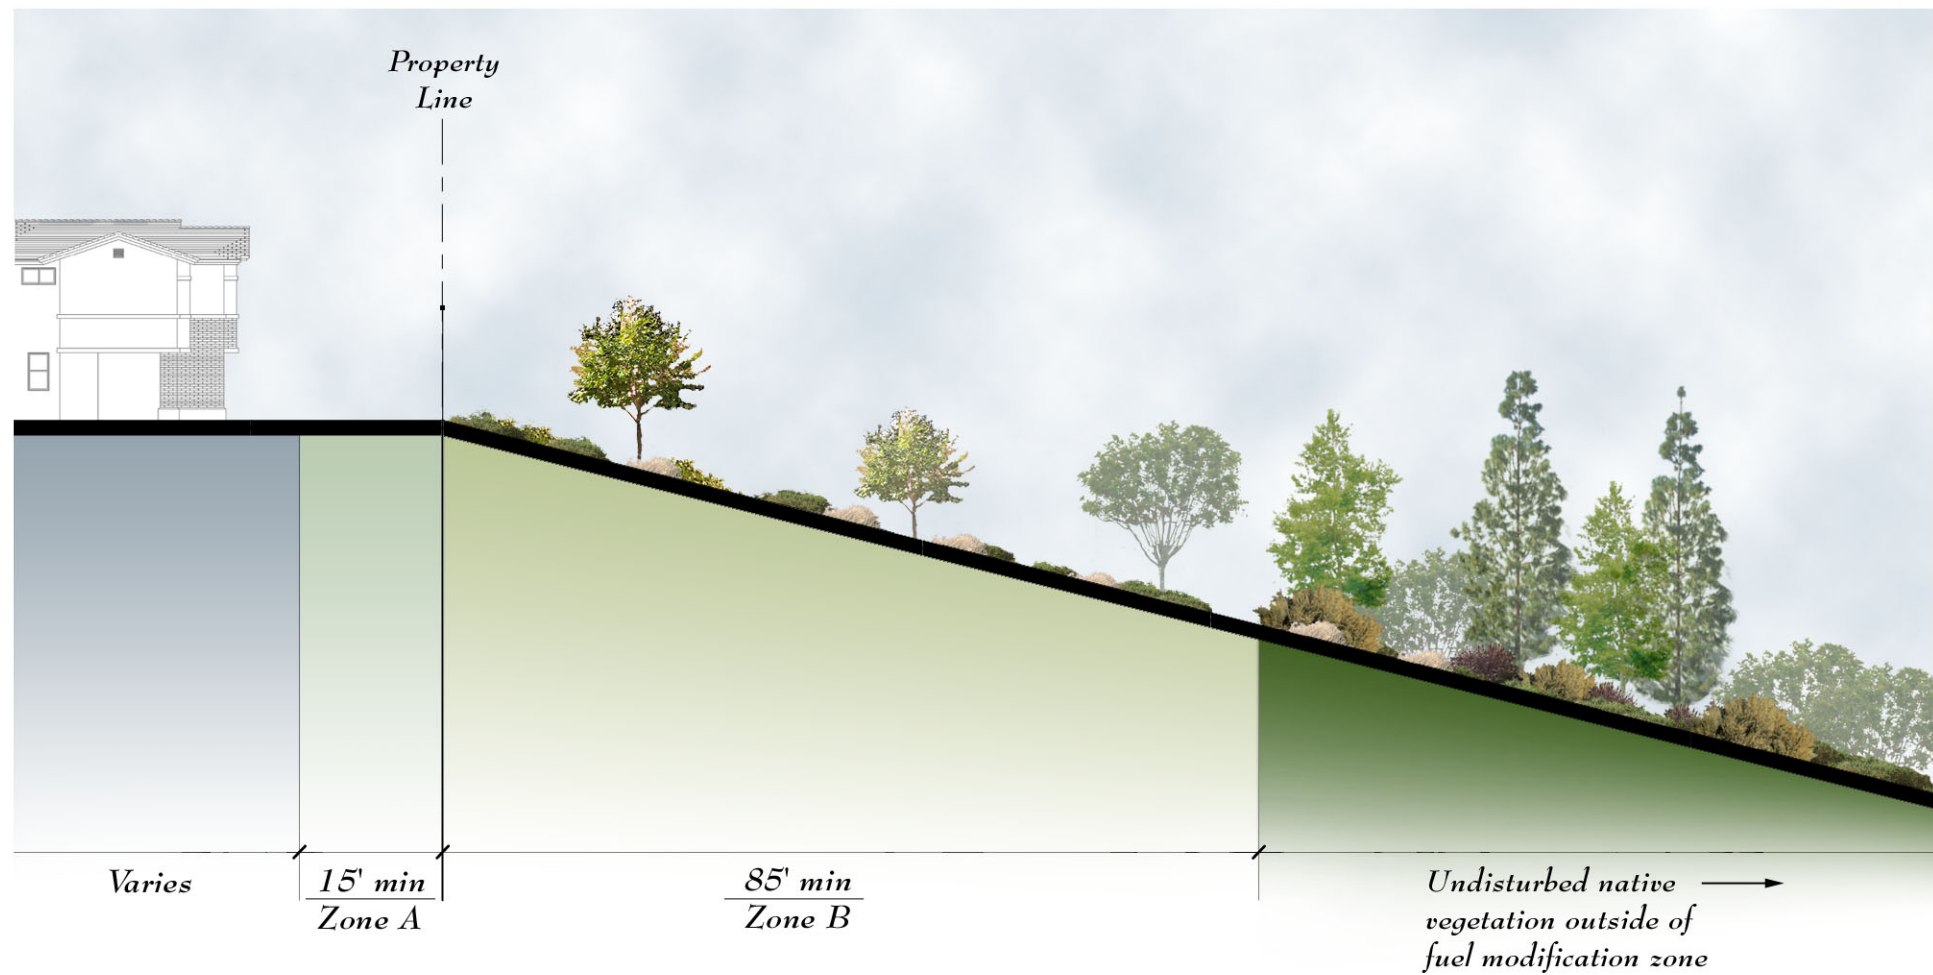 Property
Line
Varies
15' min
Zone A
85' min
Zone B
Undisturbed native
vegetation outside of
fuel modification zone